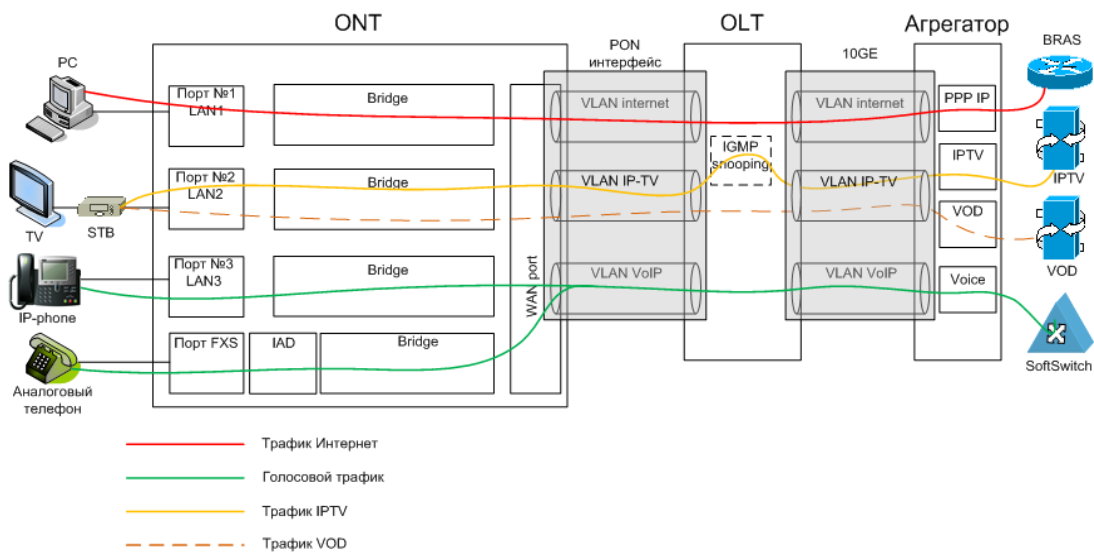 ONT
OLT
Агрегатор
PON
интерфейс
10GE
BRAS
PC
Порт №1
LAN1
Bridge
VLAN internet
VLAN internet
PPP IP
IGMP
snooping
IPTV
IPTV
Порт №2
LAN2
Bridge
VLAN IP-TV
VLAN IP-TV
TV
STB
VOD
VOD
Порт №3
LAN3
Bridge
WAN port
VLAN VoIP
VLAN VoIP
Voice
IP-phone
Порт FXS
IAD
Bridge
SoftSwitch
Аналоговый
телефон
Трафик Интернет
Голосовой трафик
Трафик IPTV
Трафик VOD